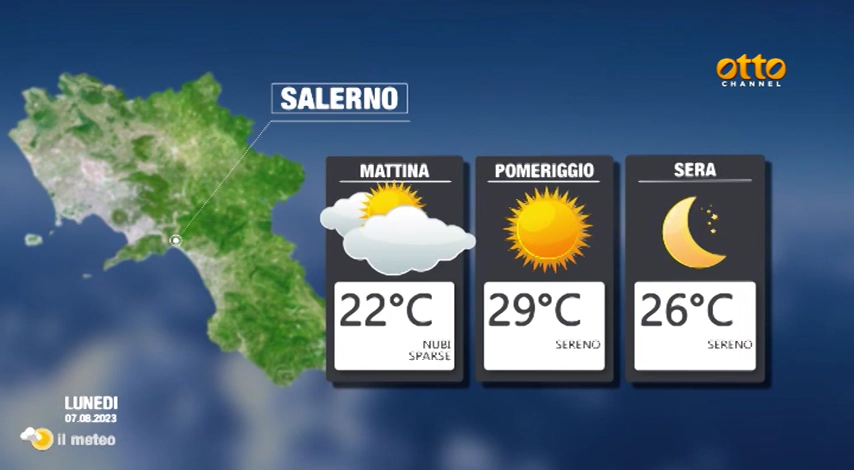 otto
CHANNEL
SALERNO
MATTINA
22°C
NUBI
SPARSE
POMERIGGIO
29°C
SERENO
SERA
26°C
SERENO
LUNEDI
07.08.2023
il meteo